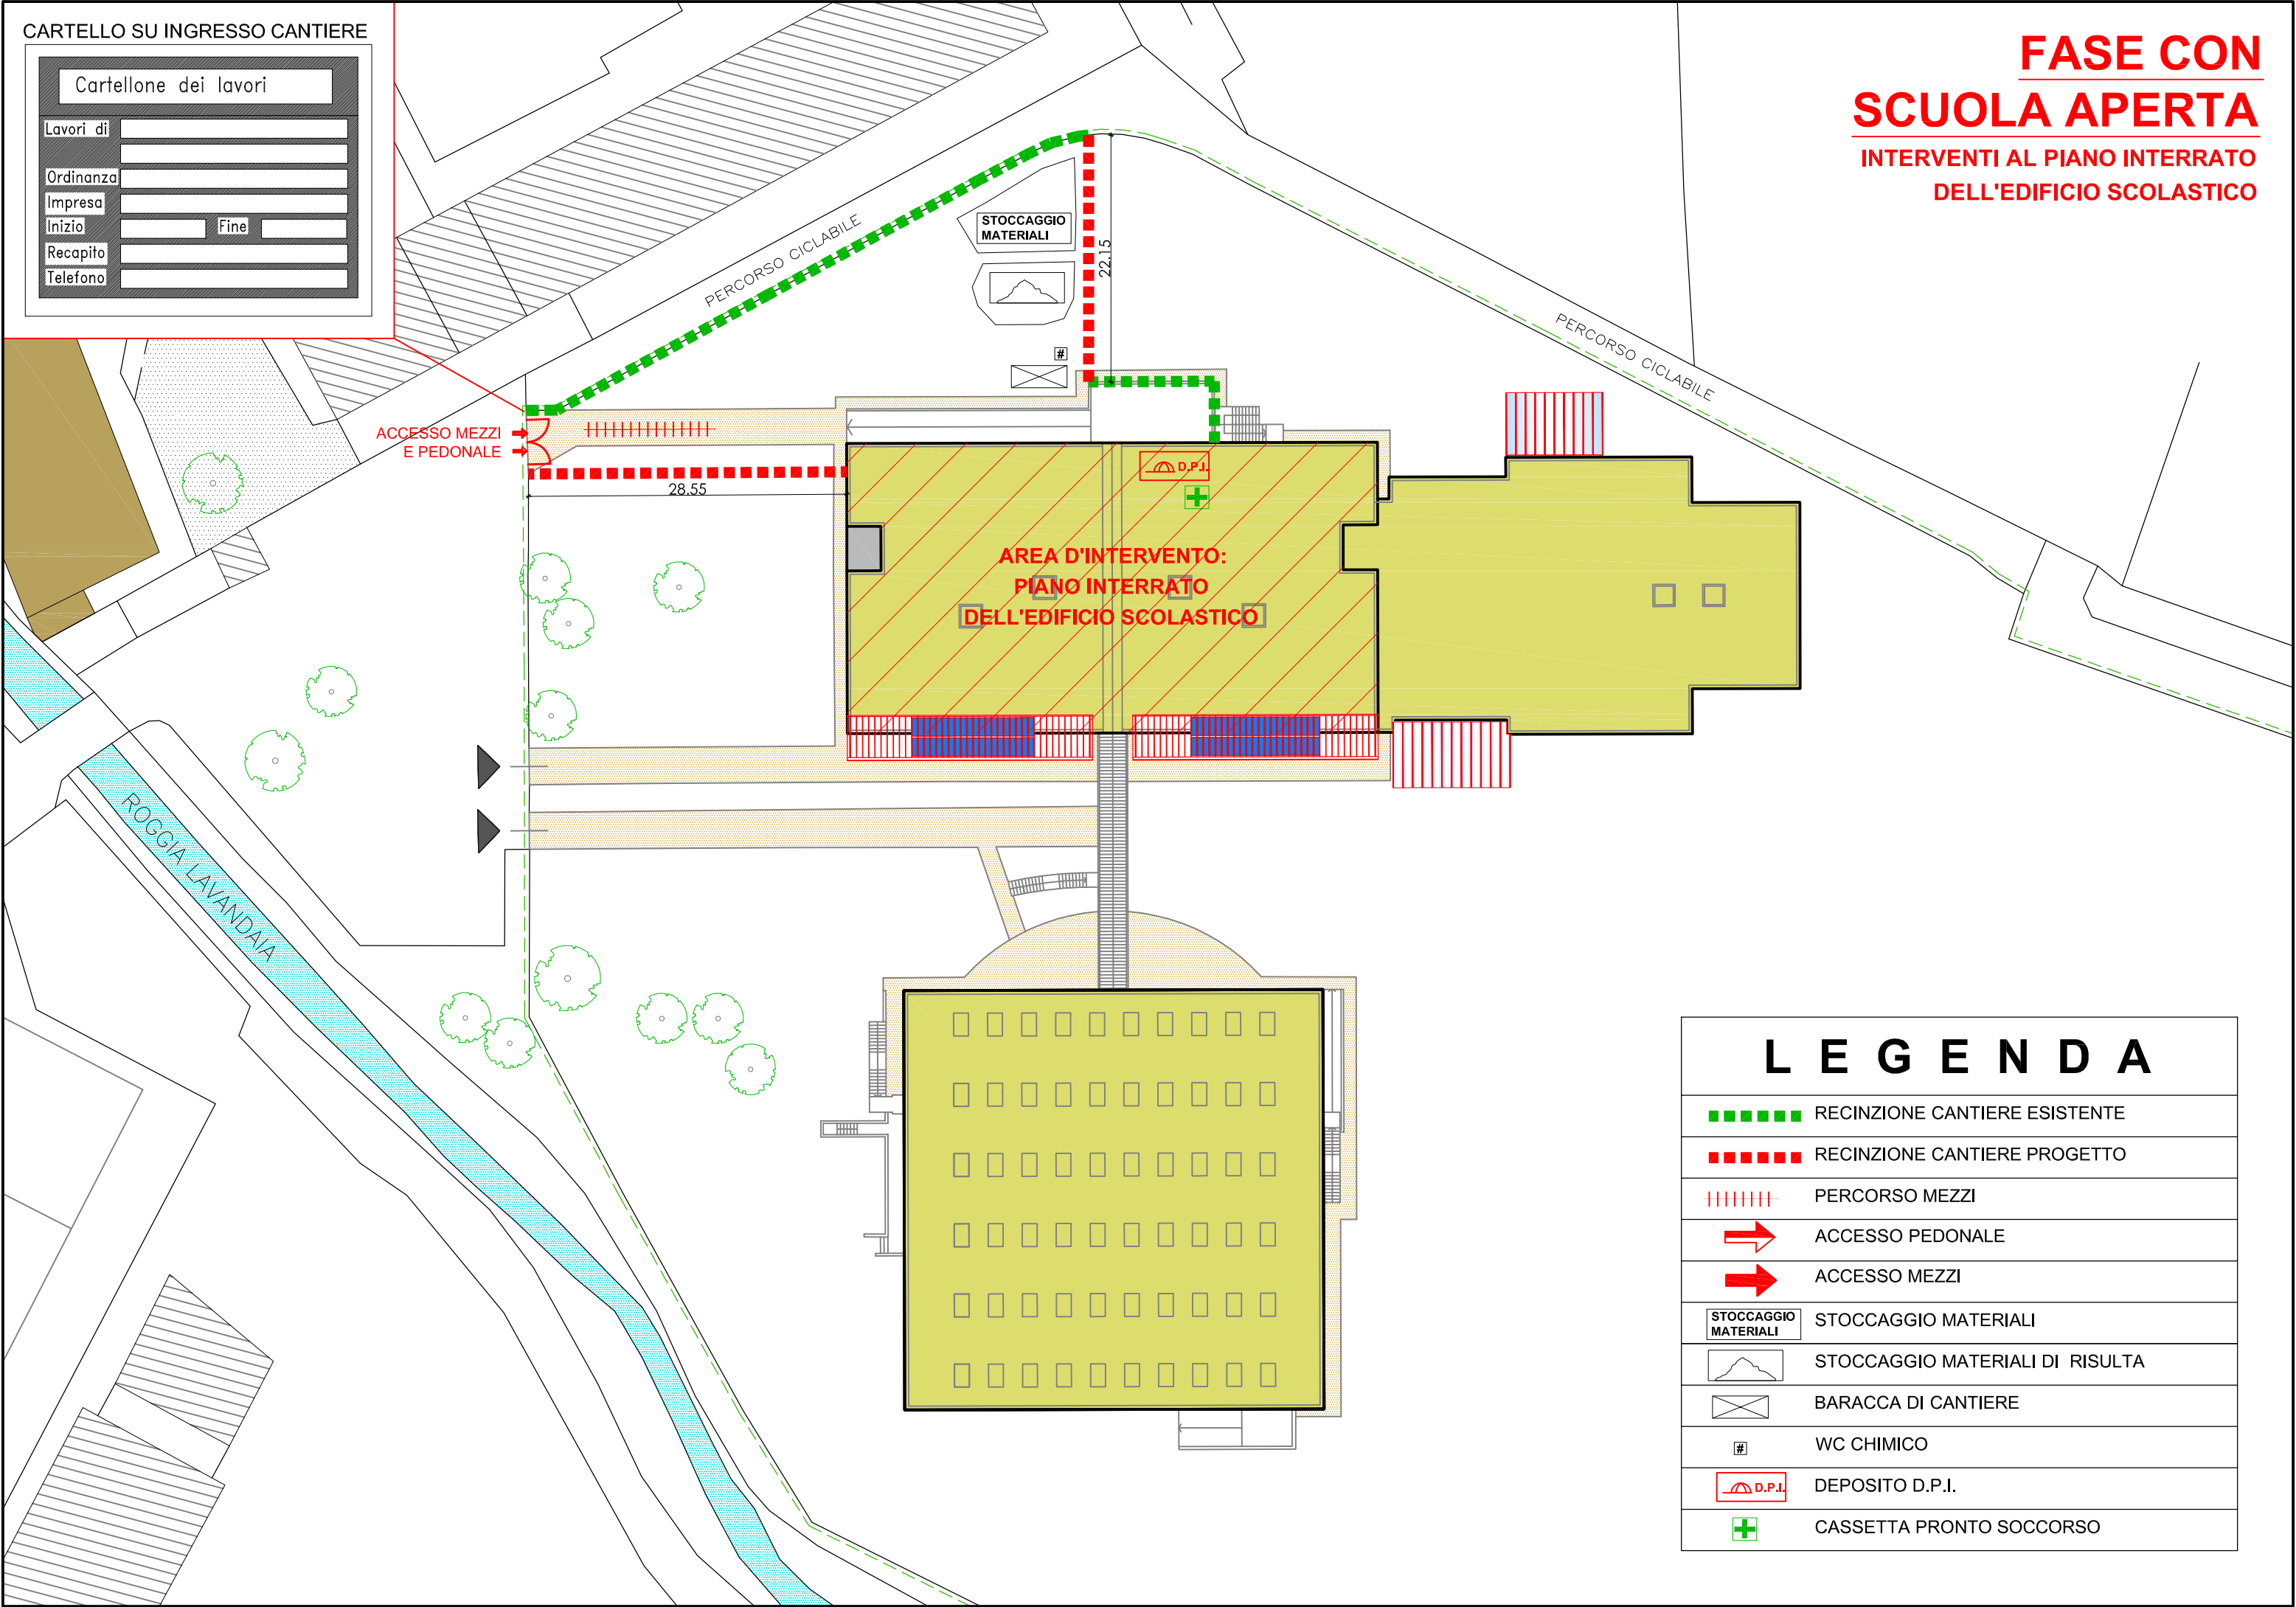 CARTELLO SU INGRESSO CANTIERE
Cartellone dei lavori
Lavori di
Ordinanza
Impresa
Inizio
Fine
Recapito
Telefono
FASE CON
SCUOLA APERTA
INTERVENTI AL PIANO INTERRATO
DELL'EDIFICIO SCOLASTICO
PERCORSO CICLABILE
STOCCAGGIO
MATERIALI
22.15
#
PERCORSO CICLABILE
ACCESSO MEZZI
E PEDONALE
28.55
D.P.I.
AREA D'INTERVENTO:
PIANO INTERRATO
DELL'EDIFICIO SCOLASTICO
ROGGIA LAVANDAIA
LEGENDA
RECINZIONE CANTIERE ESISTENTE
RECINZIONE CANTIERE PROGETTO
PERCORSO MEZZI
ACCESSO PEDONALE
ACCESSO MEZZI
STOCCAGGIO
MATERIALI
STOCCAGGIO MATERIALI
STOCCAGGIO MATERIALI DI RISULTA
BARACCA DI CANTIERE
#
WC CHIMICO
D.P.I.
DEPOSITO D.P.I.
CASSETTA PRONTO SOCCORSO